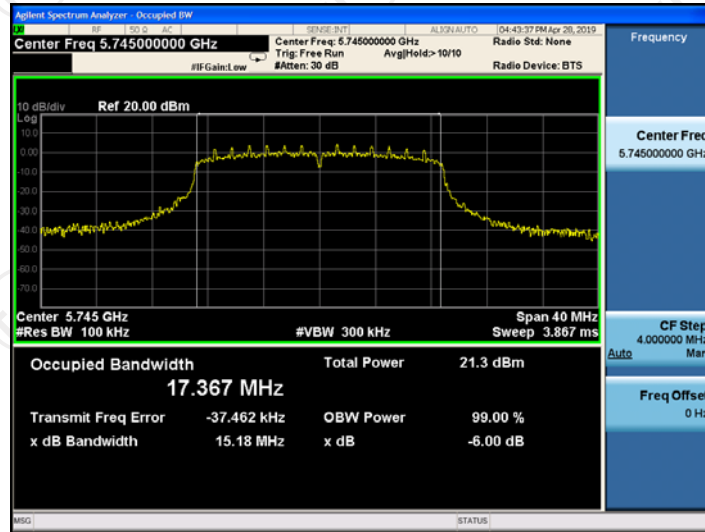 Agilent Spectrum Analyzer - Occupied BW
RF 50 Ω AC SENSE:INT ALIGNAUTO 04:43:37 PM Apr 28, 2019
Center Freq 5.745000000 GHz
Center Freq: 5.745000000 GHz Radio Std: None
Trig: Free Run Avg|Hold:> 10/10
#IFGain:Low #Atten: 30 dB Radio Device: BTS
10 dB/div Ref 20.00 dBm
Log
10.0
0.00
-10.0
-20.0
-30.0
-40.0
-50.0
-60.0
-70.0
Center 5.745 GHz Span 40 MHz
#Res BW 100 kHz #VBW 300 kHz Sweep 3.867 ms
Occupied Bandwidth Total Power 21.3 dBm
17.367 MHz
Transmit Freq Error -37.462 kHz OBW Power 99.00 %
x dB Bandwidth 15.18 MHz x dB -6.00 dB
MSG STATUS
Frequency
Center Freq
5.745000000 GHz
CF Step
4.000000 MHz
Auto Man
Freq Offset
0 Hz